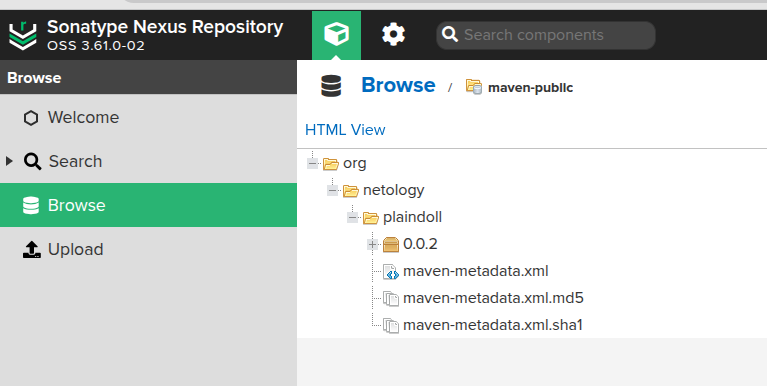 Sonatype Nexus Repository
OSS 3.61.0-02
Search components
Browse
Welcome
Search
Browse
Upload
Browse / maven-public
HTML View
org
netology
plaindoll
0.0.2
maven-metadata.xml
maven-metadata.xml.md5
maven-metadata.xml.sha1